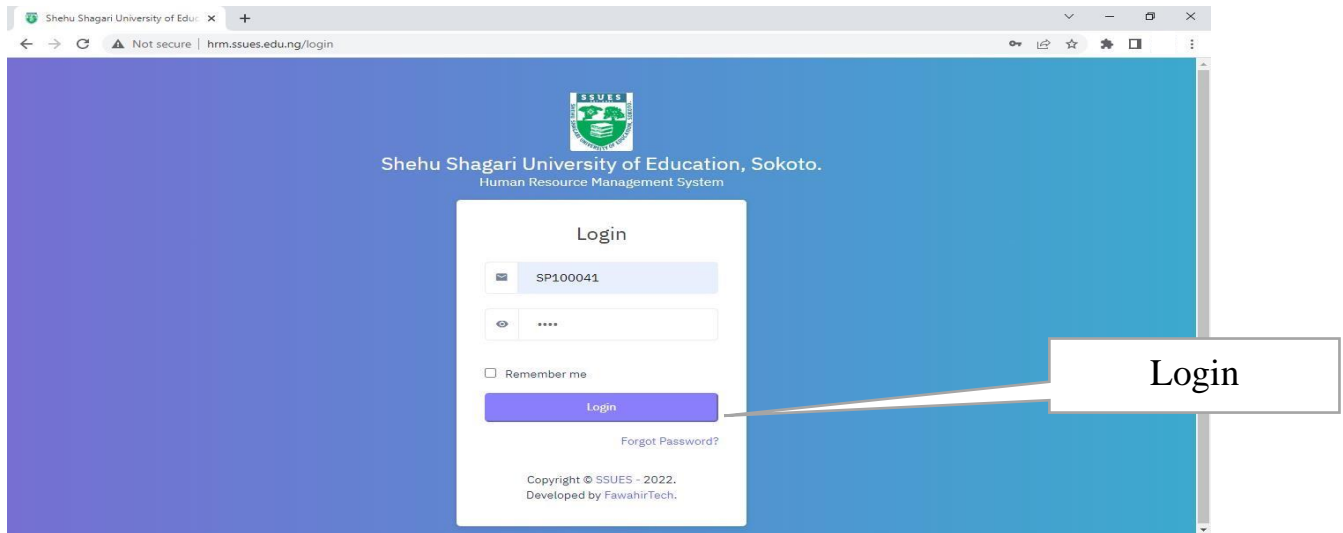 Shehu Shagari University of Educ
Not secure | hrm.ssues.edu.ng/login
SSUES
Shehu Shagari University of Education, Sokoto.
Human Resource Management System
Login
SP100041
••••
Remember me
Login
Login
Forgot Password?
Copyright © SSUES - 2022.
Developed by FawahirTech.